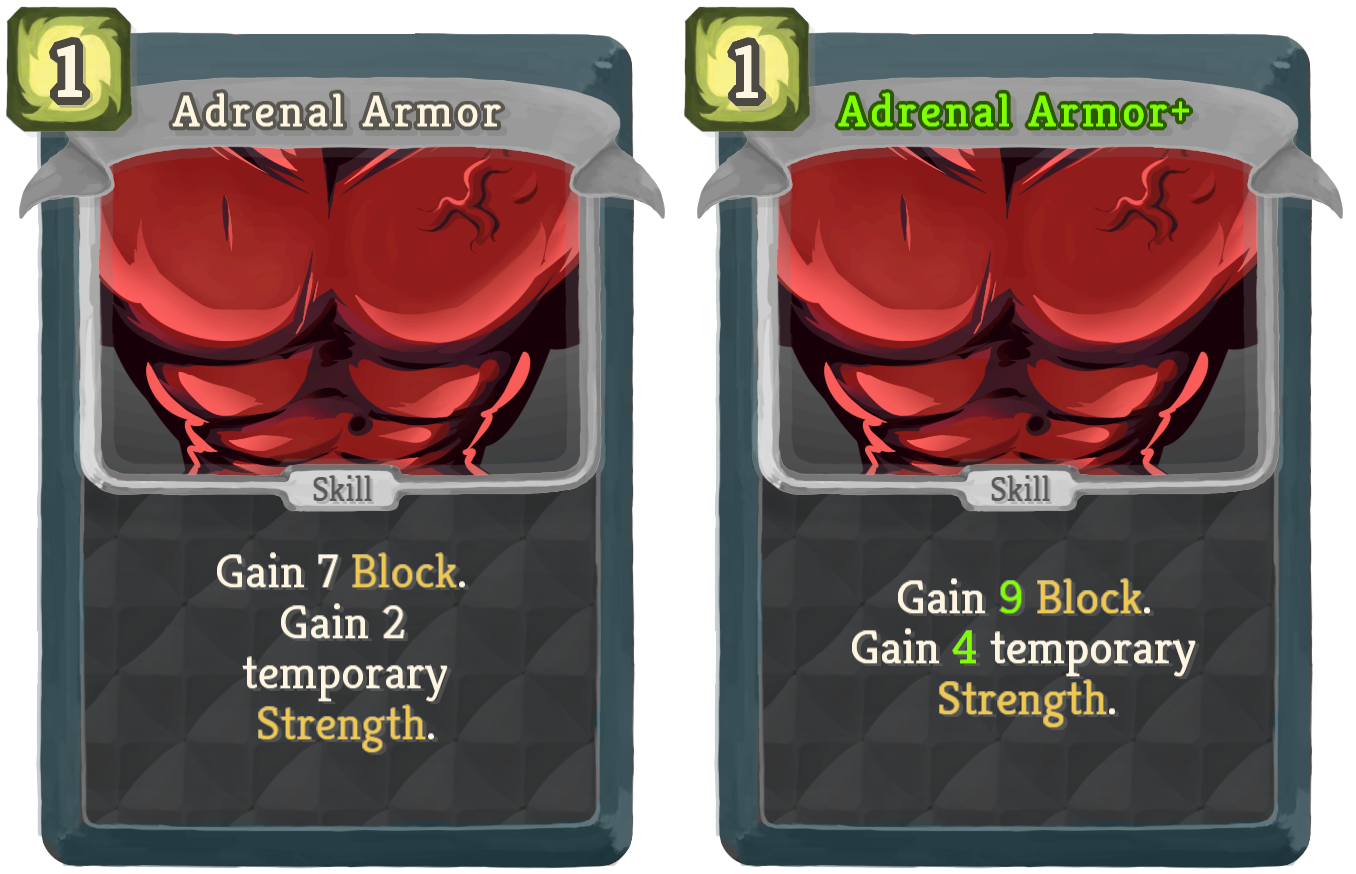 1
Adrenal Armor
Skill
Gain 7 Block.
Gain 2
temporary
Strength.
1
Adrenal Armor+
Skill
Gain 9 Block.
Gain 4 temporary
Strength.